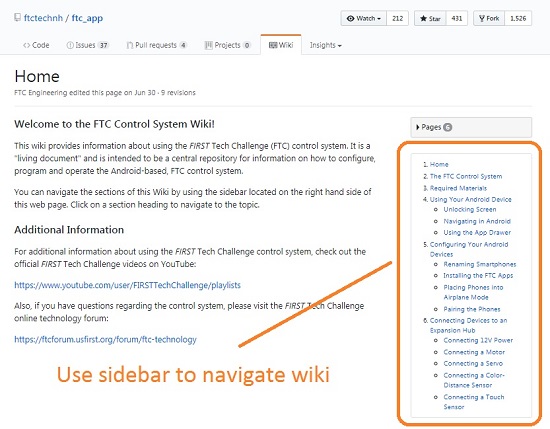 ftctechnh / ftc_app
Watch 212 Star 431 Fork 1,526
Code Issues 37 Pull requests 4 Projects 0 Wiki Insights
Home
FTC Engineering edited this page on Jun 30 · 9 revisions
Welcome to the FTC Control System Wiki!
This wiki provides information about using the FIRST Tech Challenge (FTC) control system. It is a
"living document" and is intended to be a central repository for information on how to configure,
program and operate the Android-based, FTC control system.
You can navigate the sections of this Wiki by using the sidebar located on the right hand side of
this web page. Click on a section heading to navigate to the topic.
Additional Information
For additional information about using the FIRST Tech Challenge control system, check out the
official FIRST Tech Challenge videos on YouTube:
https://www.youtube.com/user/FIRSTTechChallenge/playlists
Also, if you have questions regarding the control system, please visit the FIRST Tech Challenge
online technology forum:
https://ftcforum.usfirst.org/forum/ftc-technology
Use sidebar to navigate wiki
Pages 6
1. Home
2. The FTC Control System
3. Required Materials
4. Using Your Android Device
Unlocking Screen
Navigating in Android
Using the App Drawer
5. Configuring Your Android
Devices
Renaming Smartphones
Installing the FTC Apps
Placing Phones into
Airplane Mode
Pairing the Phones
6. Connecting Devices to an
Expansion Hub
Connecting 12V Power
Connecting a Motor
Connecting a Servo
Connecting a Color-
Distance Sensor
Connecting a Touch
Sensor